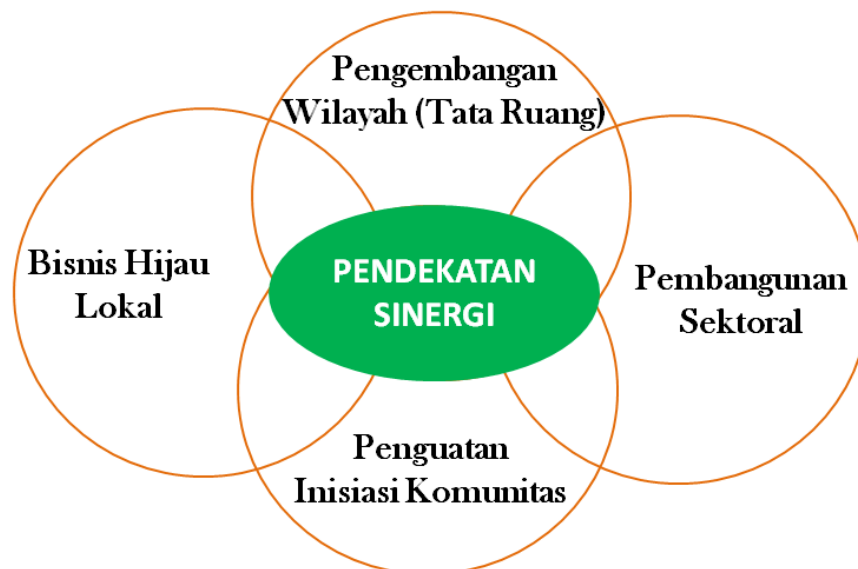 Pengembangan
Wilayah (Tata Ruang)
Bisnis Hijau
Lokal
PENDEKATAN
SINERGI
Pembangunan
Sektoral
Penguatan
Inisiasi Komunitas